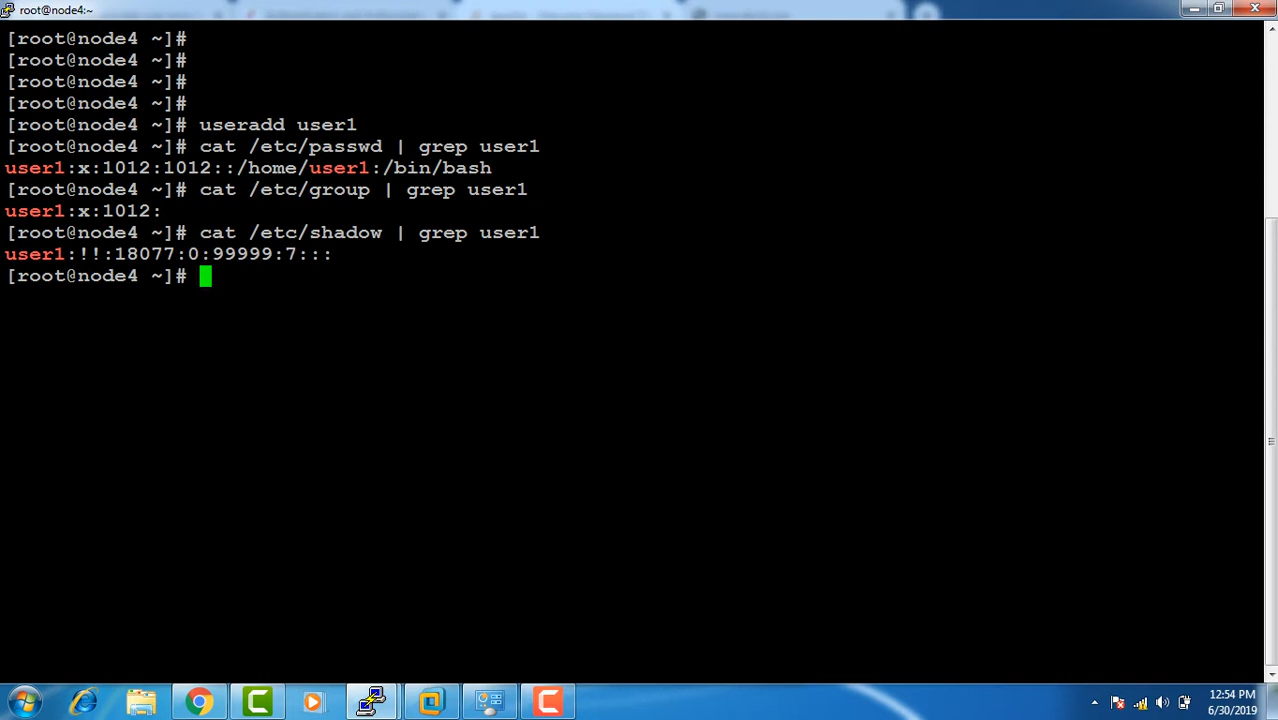 root@node4:~
[root@node4 ~]#
[root@node4 ~]#
[root@node4 ~]#
[root@node4 ~]#
[root@node4 ~]# useradd user1
[root@node4 ~]# cat /etc/passwd | grep user1
user1:x:1012:1012::/home/user1:/bin/bash
[root@node4 ~]# cat /etc/group | grep user1
user1:x:1012:
[root@node4 ~]# cat /etc/shadow | grep user1
user1:!!:18077:0:99999:7:::
[root@node4 ~]#
12:54 PM
6/30/2019